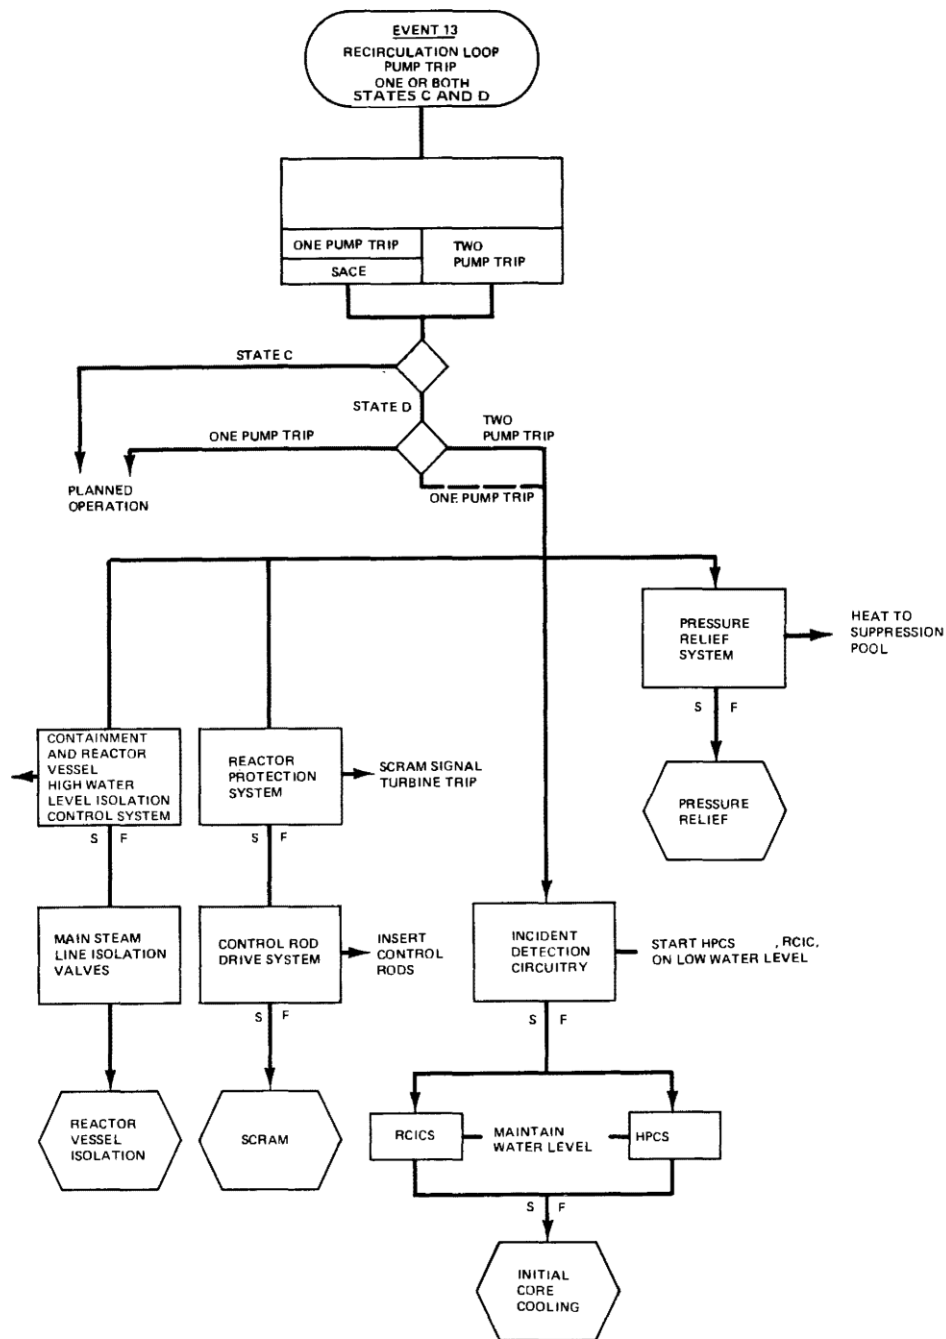 EVENT 13
RECIRCULATION LOOP
PUMP TRIP
ONE OR BOTH
STATES C AND D
ONE PUMP TRIP
SACE
TWO
PUMP TRIP
STATE C
STATE D
ONE PUMP TRIP
TWO
PUMP TRIP
ONE PUMP TRIP
PLANNED
OPERATION
PRESSURE
RELIEF
SYSTEM
HEAT TO
SUPPRESSION
POOL
S F
CONTAINMENT
AND REACTOR
VESSEL
HIGH WATER
LEVEL ISOLATION
CONTROL SYSTEM
REACTOR
PROTECTION
SYSTEM
SCRAM SIGNAL
TURBINE TRIP
PRESSURE
RELIEF
S F
S F
MAIN STEAM
LINE ISOLATION
VALVES
CONTROL ROD
DRIVE SYSTEM
INSERT
CONTROL
RODS
INCIDENT
DETECTION
CIRCUITRY
START HPCS , RCIC,
ON LOW WATER LEVEL
S F
S F
REACTOR
VESSEL
ISOLATION
SCRAM
RCICS
MAINTAIN
WATER LEVEL
HPCS
S F
INITIAL
CORE
COOLING